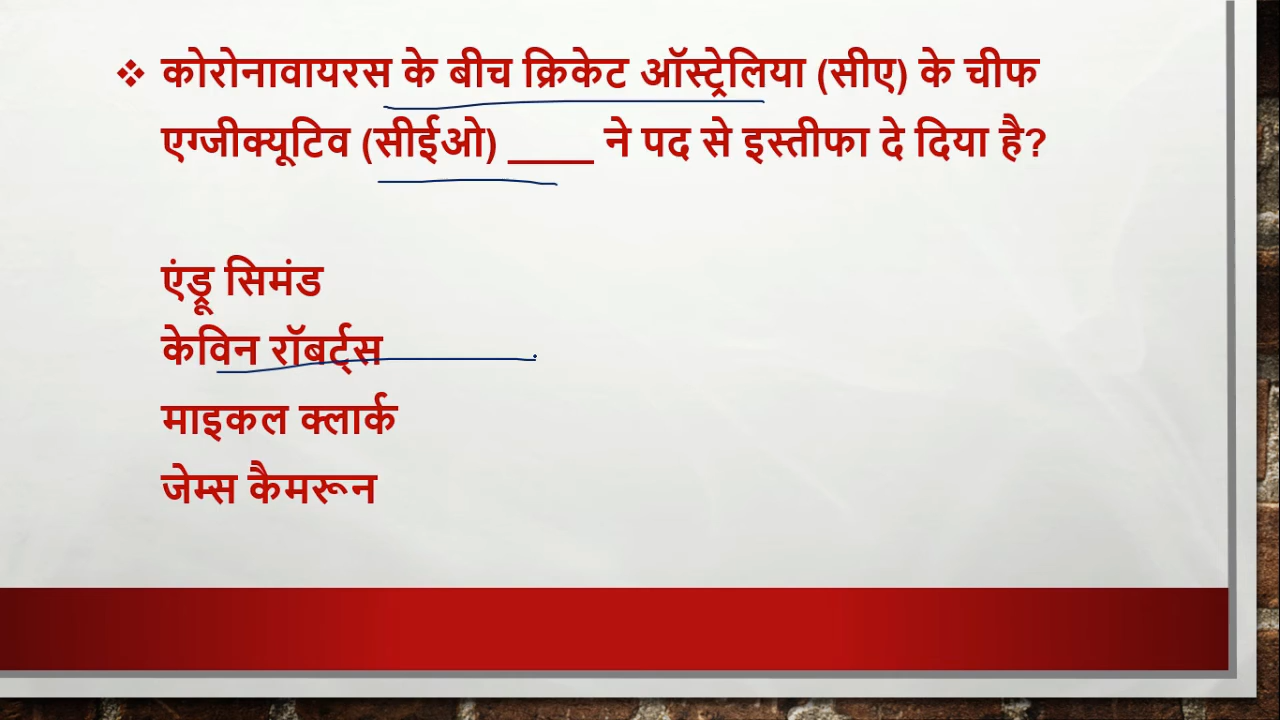 ❖ कोरोनावायरस के बीच क्रिकेट ऑस्ट्रेलिया (सीए) के चीफ
एग्जीक्यूटिव (सीईओ) ____ ने पद से इस्तीफा दे दिया है?
एंड्रू सिमंड
केविन रॉबर्ट्स
माइकल क्लार्क
जेम्स कैमरून